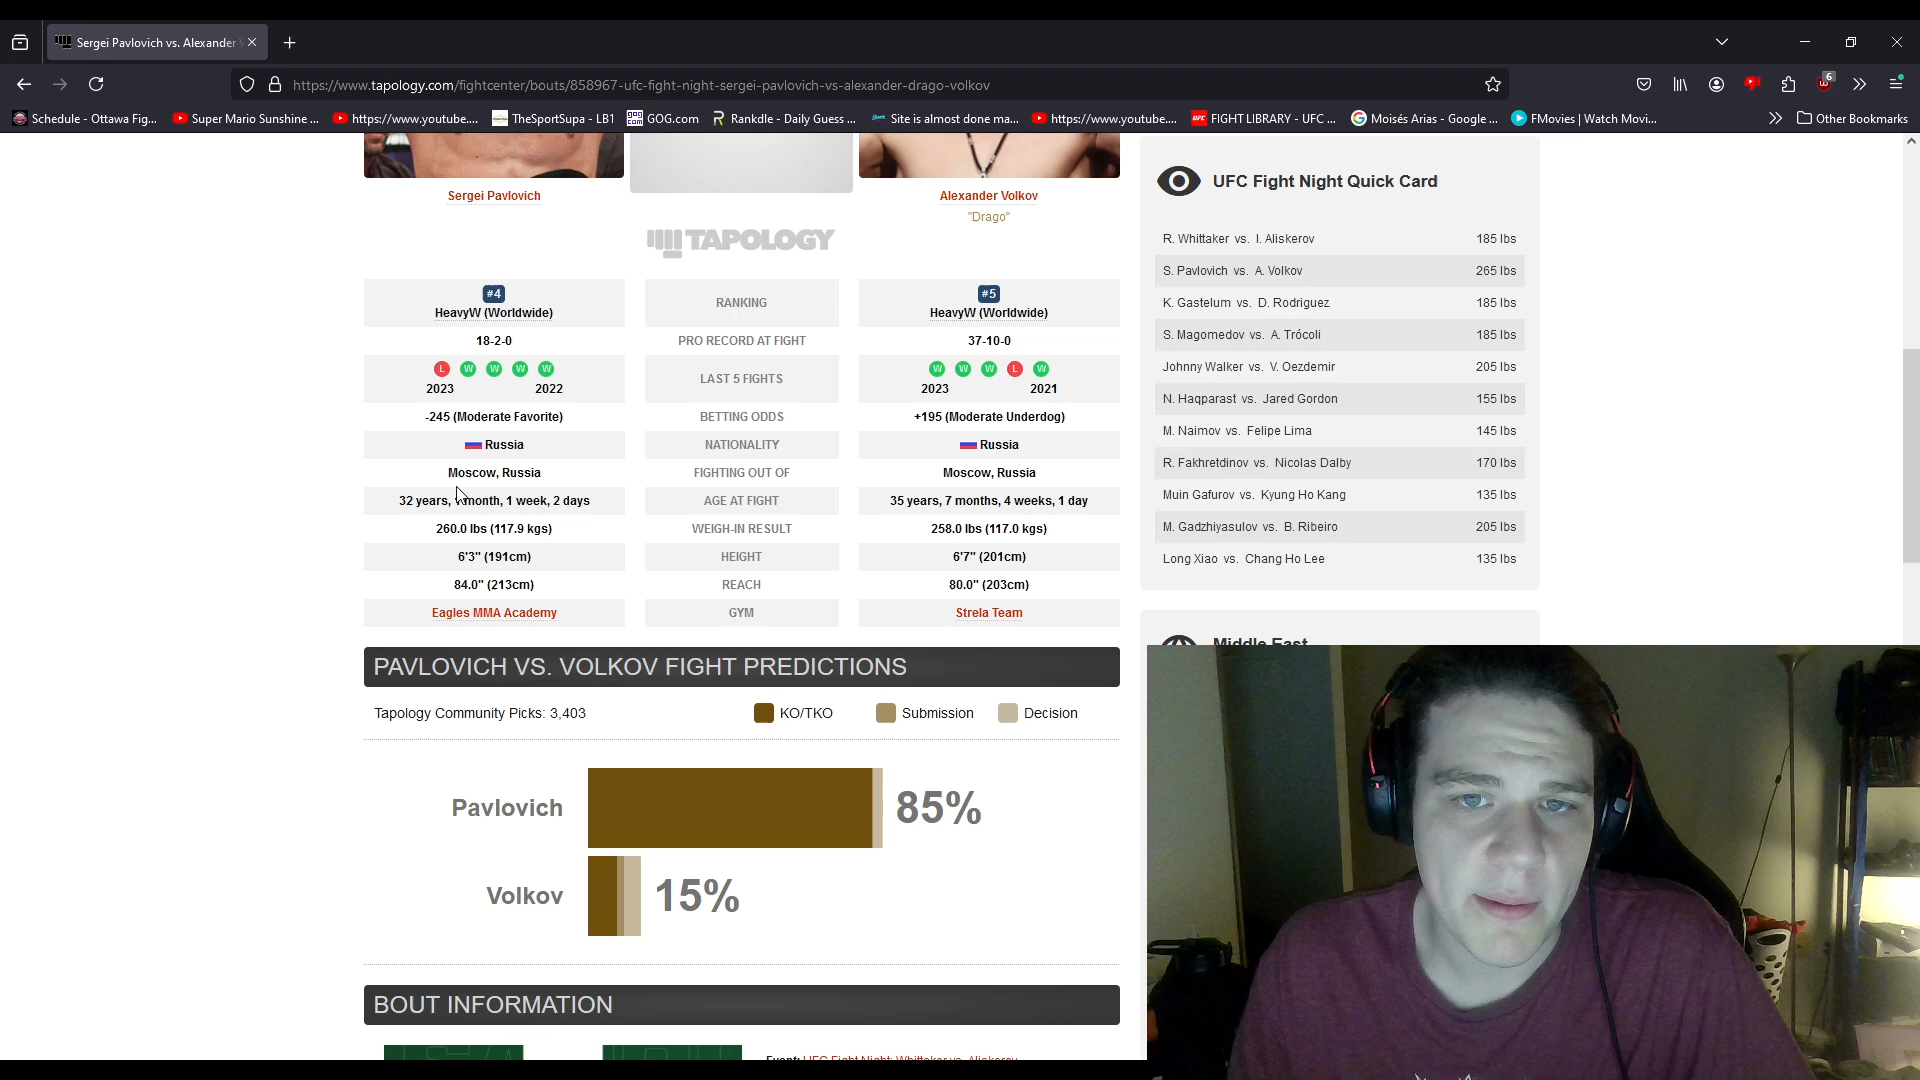 Sergei Pavlovich vs. Alexander
https://www.tapology.com/fightcenter/bouts/858967-ufc-fight-night-sergei-pavlovich-vs-alexander-drago-volkov
6
Schedule - Ottawa Fig...
Super Mario Sunshine ...
https://www.youtube....
TheSportSupa - LB1
GOG.com
Rankdle - Daily Guess ...
Site is almost done ma...
https://www.youtube....
UFC
FIGHT LIBRARY - UFC ...
Moisés Arias - Google ...
FMovies | Watch Movi...
Other Bookmarks
Sergei Pavlovich
Alexander Volkov
"Drago"
TAPOLOGY
#4
HeavyW (Worldwide)
RANKING
#5
HeavyW (Worldwide)
18-2-0
PRO RECORD AT FIGHT
37-10-0
L W W W W
2023 2022
LAST 5 FIGHTS
W W W L W
2023 2021
-245 (Moderate Favorite)
BETTING ODDS
+195 (Moderate Underdog)
Russia
NATIONALITY
Russia
Moscow, Russia
FIGHTING OUT OF
Moscow, Russia
32 years, 1 month, 1 week, 2 days
AGE AT FIGHT
35 years, 7 months, 4 weeks, 1 day
260.0 lbs (117.9 kgs)
WEIGH-IN RESULT
258.0 lbs (117.0 kgs)
6'3" (191cm)
HEIGHT
6'7" (201cm)
84.0" (213cm)
REACH
80.0" (203cm)
Eagles MMA Academy
GYM
Strela Team
PAVLOVICH VS. VOLKOV FIGHT PREDICTIONS
Tapology Community Picks: 3,403
KO/TKO
Submission
Decision
Pavlovich
85%
Volkov
15%
BOUT INFORMATION
Event: UFC Fight Night: Whittaker vs. Aliskerov
UFC Fight Night Quick Card
R. Whittaker vs. I. Aliskerov 185 lbs
S. Pavlovich vs. A. Volkov 265 lbs
K. Gastelum vs. D. Rodriguez 185 lbs
S. Magomedov vs. A. Trócoli 185 lbs
Johnny Walker vs. V. Oezdemir 205 lbs
N. Haqparast vs. Jared Gordon 155 lbs
M. Naimov vs. Felipe Lima 145 lbs
R. Fakhretdinov vs. Nicolas Dalby 170 lbs
Muin Gafurov vs. Kyung Ho Kang 135 lbs
M. Gadzhiyasulov vs. B. Ribeiro 205 lbs
Long Xiao vs. Chang Ho Lee 135 lbs
Middle East